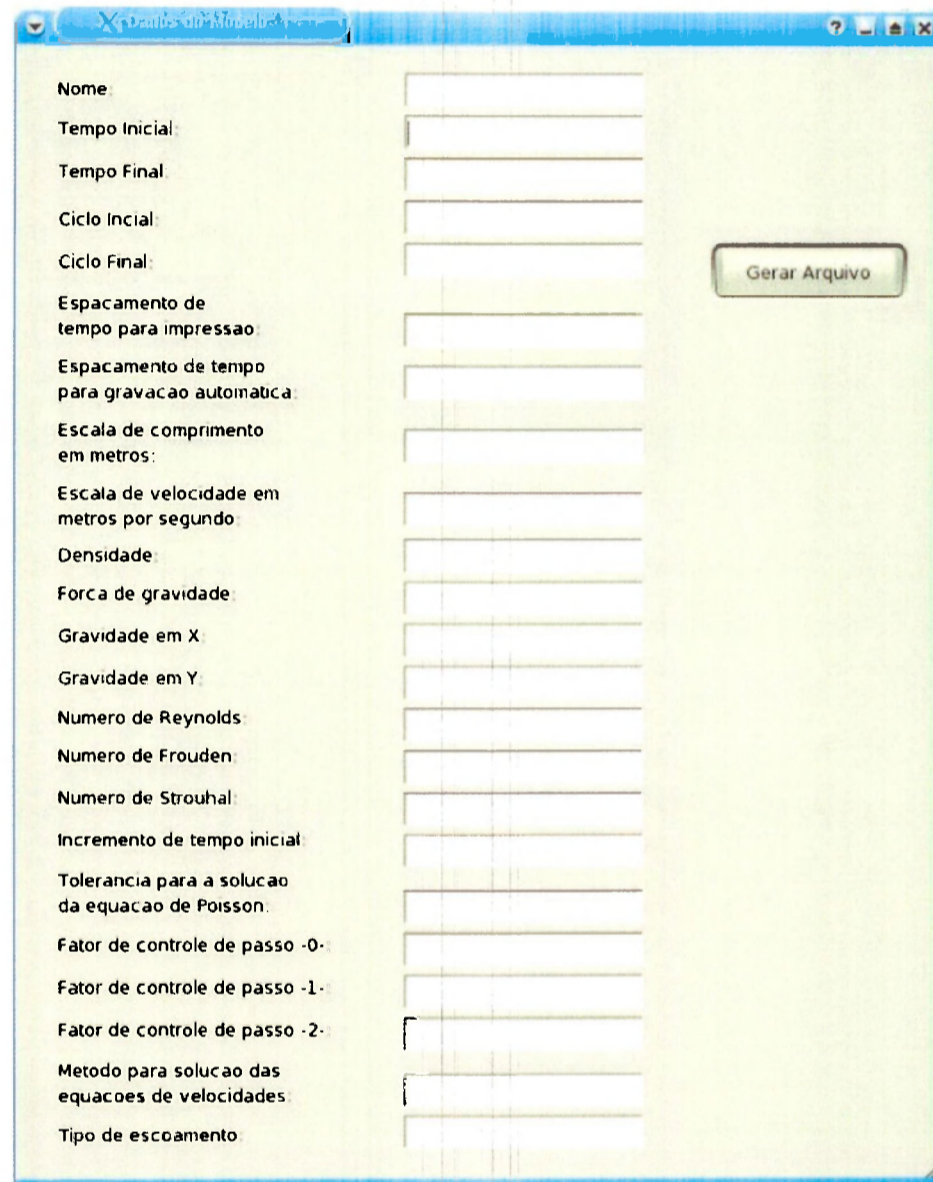 Dados do Modelo
Nome:
Tempo Inicial:
Tempo Final:
Ciclo Incial:
Ciclo Final:
Gerar Arquivo
Espacamento de
tempo para impressao:
Espacamento de tempo
para gravacao automatica:
Escala de comprimento
em metros:
Escala de velocidade em
metros por segundo:
Densidade:
Forca de gravidade:
Gravidade em X:
Gravidade em Y:
Numero de Reynolds:
Numero de Frouden:
Numero de Strouhal:
Incremento de tempo inicial:
Tolerancia para a solucao
da equacao de Poisson:
Fator de controle de passo -0-:
Fator de controle de passo -1-:
Fator de controle de passo -2-:
Metodo para solucao das
equacoes de velocidades:
Tipo de escoamento: